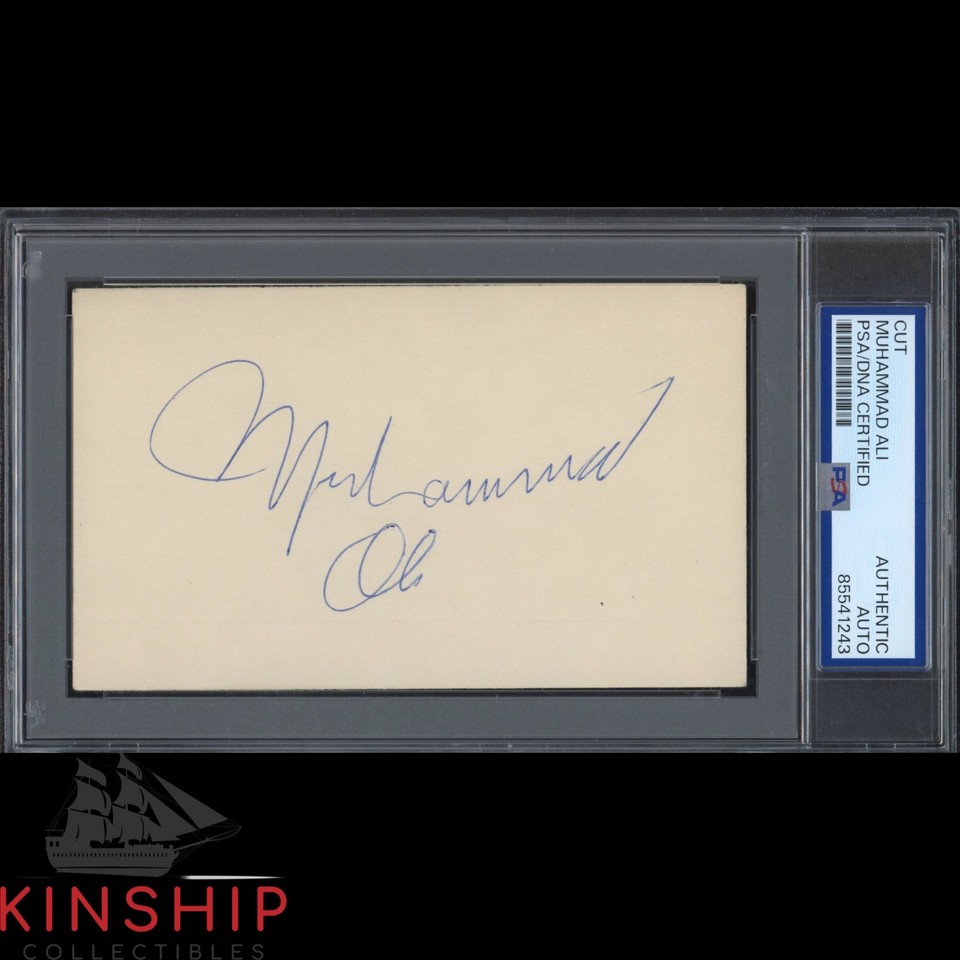 Muhammad
Ali
CUT
MUHAMMAD ALI
PSA/DNA CERTIFIED
PSA
AUTHENTIC
AUTO
85541243
KINSHIP
COLLECTIBLES